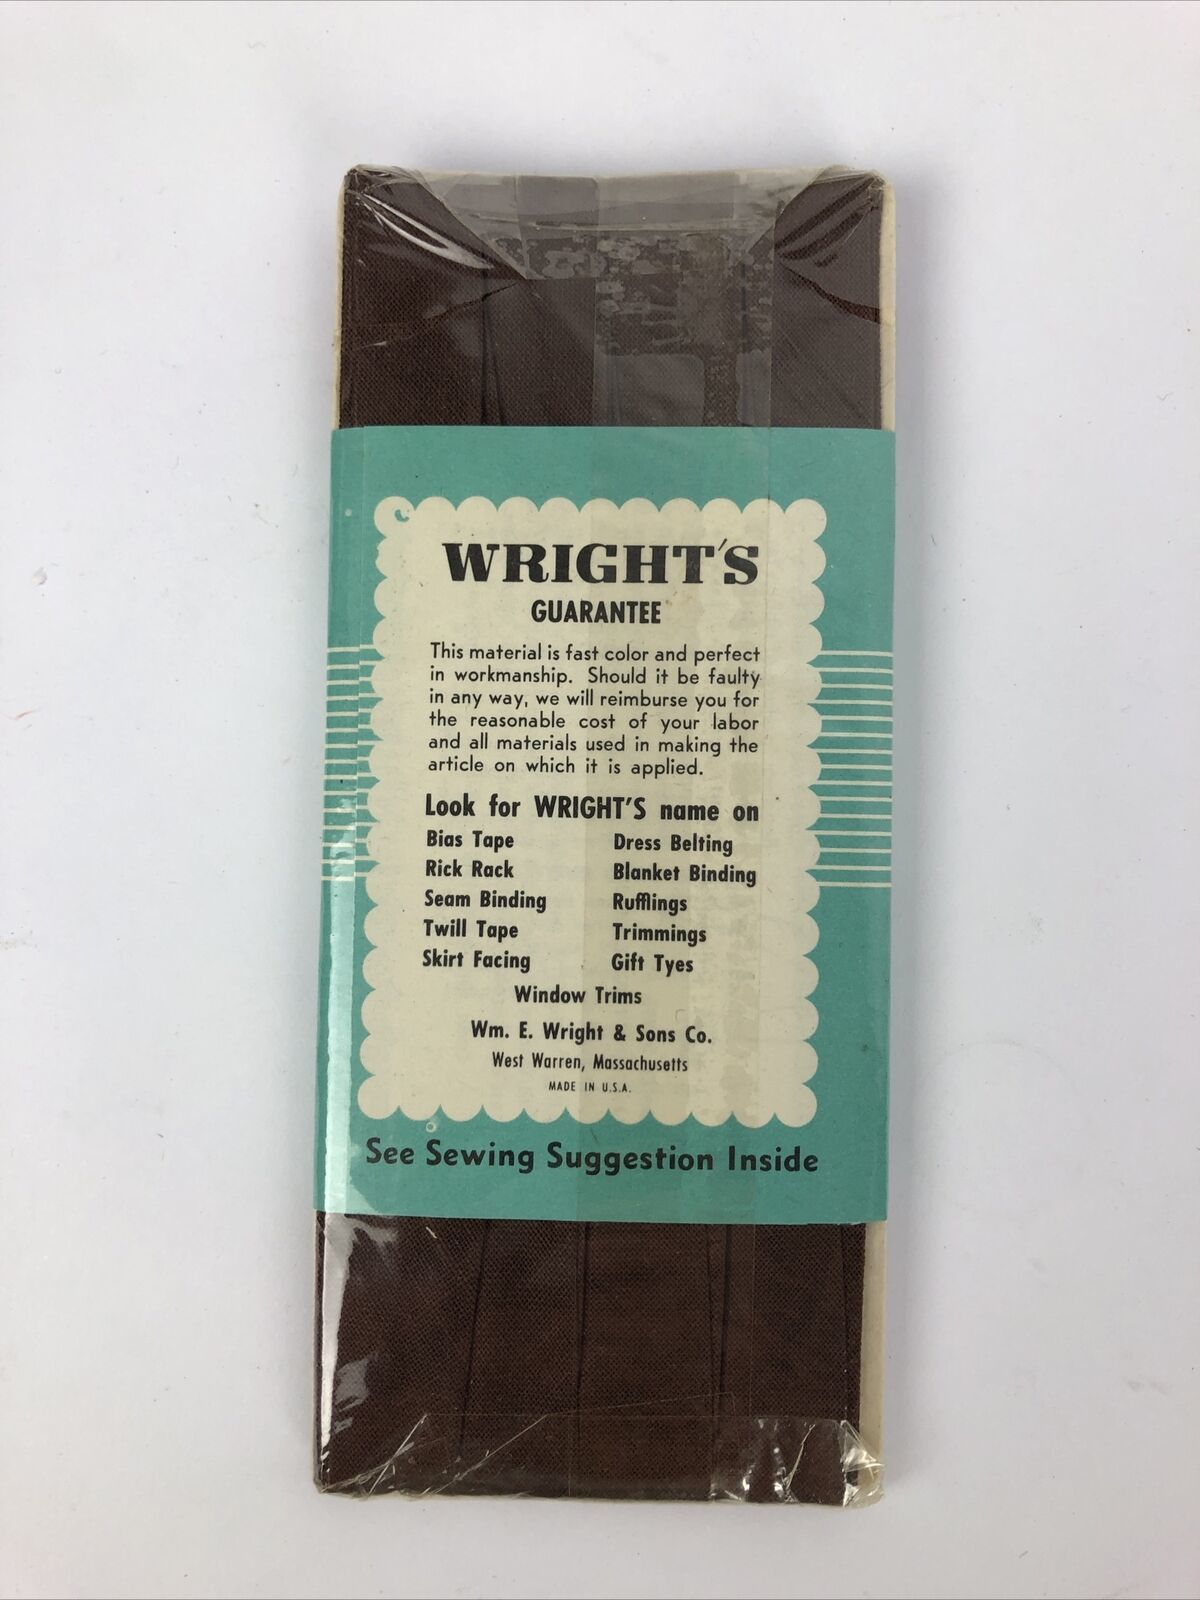 WRIGHT'S
GUARANTEE
This material is fast color and perfect
in workmanship. Should it be faulty
in any way, we will reimburse you for
the reasonable cost of your labor
and all materials used in making the
article on which it is applied.
Look for WRIGHT'S name on
Bias Tape Dress Belting
Rick Rack Blanket Binding
Seam Binding Rufflings
Twill Tape Trimmings
Skirt Facing Gift Tyes
Window Trims
Wm. E. Wright & Sons Co.
West Warren, Massachusetts
MADE IN U.S.A.
See Sewing Suggestion Inside